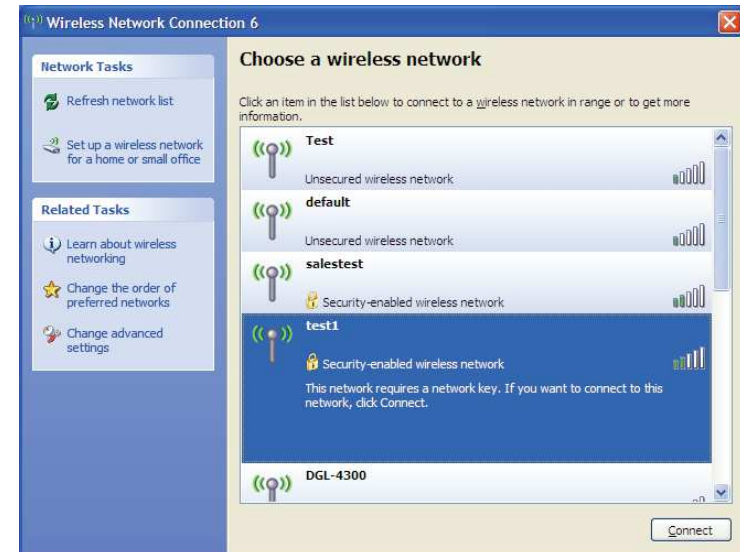 Wireless Network Connection 6
Network Tasks
Refresh network list
Set up a wireless network
for a home or small office
Related Tasks
Learn about wireless
networking
Change the order of
preferred networks
Change advanced
settings
Choose a wireless network
Click an item in the list below to connect to a wireless network in range or to get more
information.
Test
Unsecured wireless network
default
Unsecured wireless network
salestest
Security-enabled wireless network
test1
Security-enabled wireless network
This network requires a network key. If you want to connect to this
network, click Connect.
DGL-4300
Connect